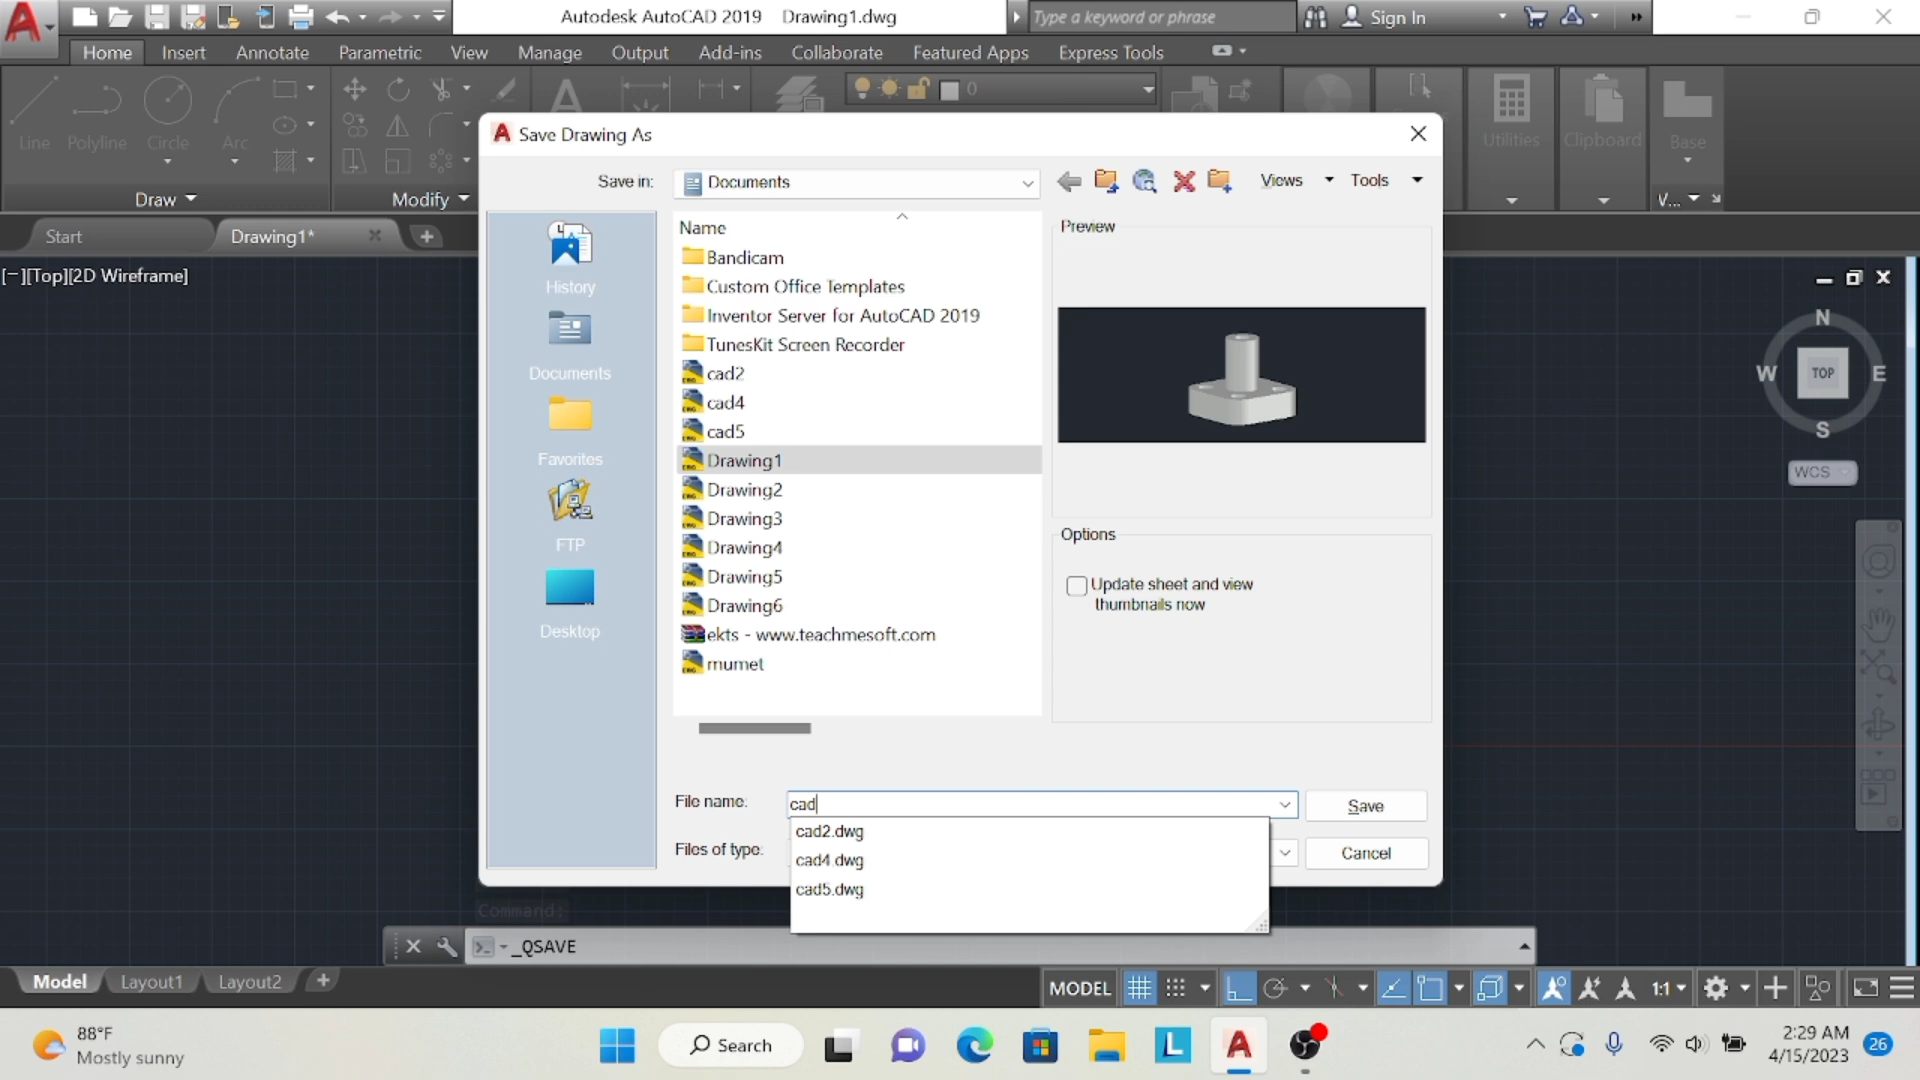 Autodesk AutoCAD 2019 Drawing1.dwg
Type a keyword or phrase
Sign In
Home Insert Annotate Parametric View Manage Output Add-ins Collaborate Featured Apps Express Tools
0
Line Polyline Circle Arc
Utilities Clipboard Base
Draw Modify V...
Start Drawing1*
[−][Top][2D Wireframe]
Save Drawing As
Save in: Documents Views Tools
History
Documents
Favorites
FTP
Desktop
Name
Bandicam
Custom Office Templates
Inventor Server for AutoCAD 2019
TunesKit Screen Recorder
cad2
cad4
cad5
Drawing1
Drawing2
Drawing3
Drawing4
Drawing5
Drawing6
ekts - www.teachmesoft.com
mumet
Preview
Options
Update sheet and view
thumbnails now
File name: cad Save
Files of type: Cancel
cad2.dwg
cad4.dwg
cad5.dwg
N
W TOP E
S
WCS
Command:
_QSAVE
Model Layout1 Layout2
MODEL 1:1
88°F
Mostly sunny
Search
2:29 AM
4/15/2023
26